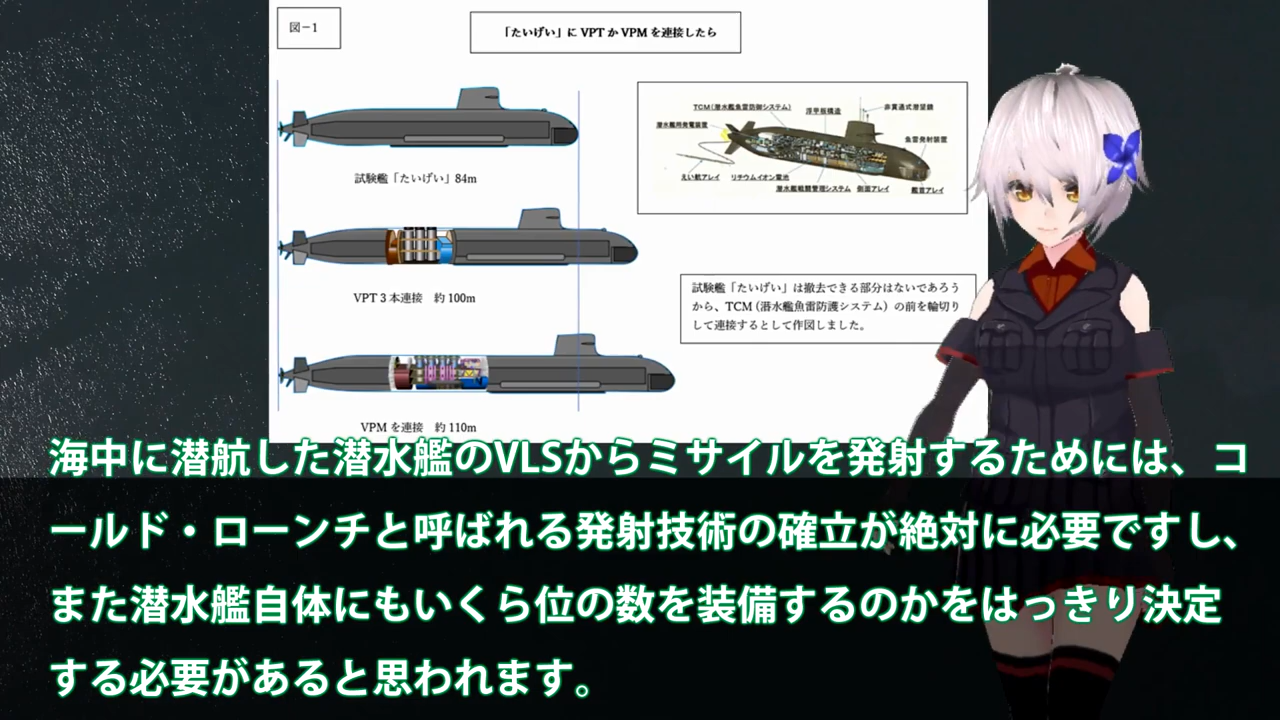 図－1
「たいげい」に VPT か VPM を連接したら
試験艦「たいげい」84m
VPT 3 本連接　約 100m
VPM を連接　約 110m
TCM（潜水艦魚雷防御システム）
浮甲板構造
非貫通式潜望鏡
潜水艦用発電装置
魚雷発射装置
えい航アレイ
リチウムイオン電池
潜水艦戦闘管理システム
側面アレイ
艦首アレイ
試験艦「たいげい」は撤去できる部分はないであろう
から、TCM（潜水艦魚雷防護システム）の前を輪切り
して連接するとして作図しました。
海中に潜航した潜水艦のVLSからミサイルを発射するためには、コ
ールド・ローンチと呼ばれる発射技術の確立が絶対に必要ですし、
また潜水艦自体にもいくら位の数を装備するのかをはっきり決定
する必要があると思われます。